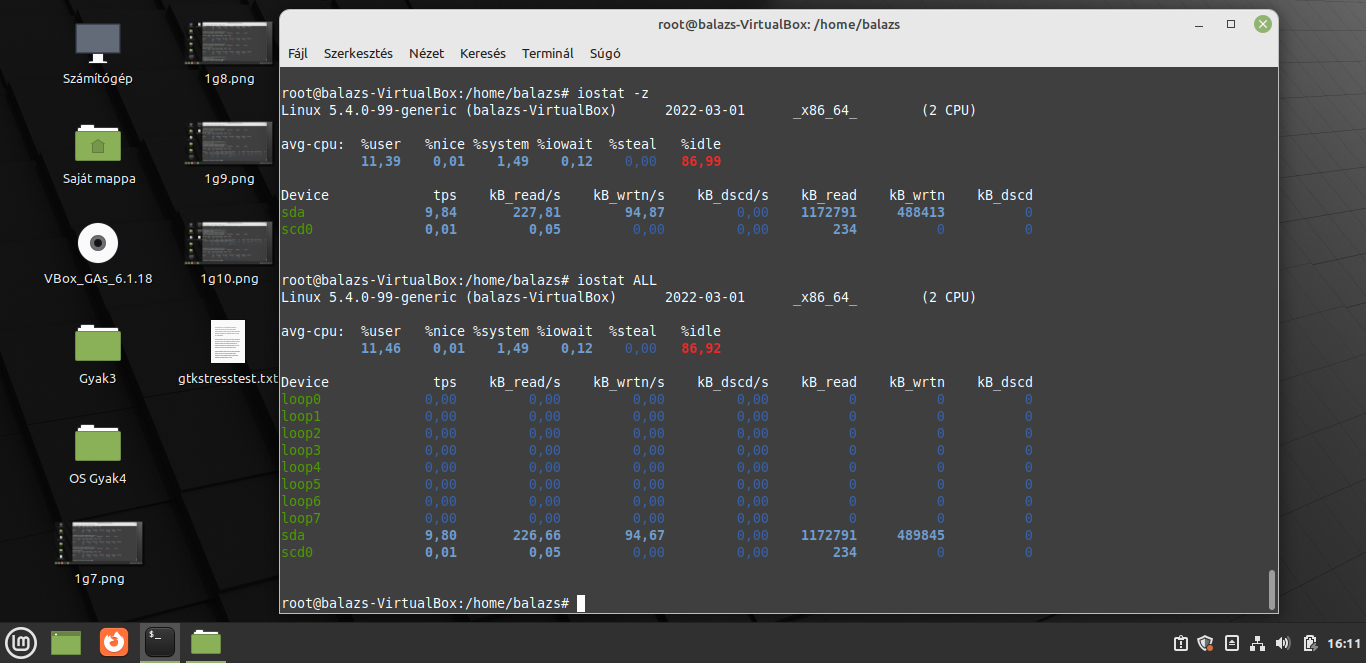 Számítógép
1g8.png
Saját mappa
1g9.png
VBox_GAs_6.1.18
1g10.png
Gyak3
gtkstresstest.txt
OS Gyak4
1g7.png
root@balazs-VirtualBox: /home/balazs
Fájl Szerkesztés Nézet Keresés Terminál Súgó
root@balazs-VirtualBox:/home/balazs# iostat -z
Linux 5.4.0-99-generic (balazs-VirtualBox) 2022-03-01 _x86_64_ (2 CPU)
avg-cpu: %user %nice %system %iowait %steal %idle
11,39 0,01 1,49 0,12 0,00 86,99
Device tps kB_read/s kB_wrtn/s kB_dscd/s kB_read kB_wrtn kB_dscd
sda 9,84 227,81 94,87 0,00 1172791 488413 0
scd0 0,01 0,05 0,00 0,00 234 0 0
root@balazs-VirtualBox:/home/balazs# iostat ALL
Linux 5.4.0-99-generic (balazs-VirtualBox) 2022-03-01 _x86_64_ (2 CPU)
avg-cpu: %user %nice %system %iowait %steal %idle
11,46 0,01 1,49 0,12 0,00 86,92
Device tps kB_read/s kB_wrtn/s kB_dscd/s kB_read kB_wrtn kB_dscd
loop0 0,00 0,00 0,00 0,00 0 0 0
loop1 0,00 0,00 0,00 0,00 0 0 0
loop2 0,00 0,00 0,00 0,00 0 0 0
loop3 0,00 0,00 0,00 0,00 0 0 0
loop4 0,00 0,00 0,00 0,00 0 0 0
loop5 0,00 0,00 0,00 0,00 0 0 0
loop6 0,00 0,00 0,00 0,00 0 0 0
loop7 0,00 0,00 0,00 0,00 0 0 0
sda 9,80 226,66 94,67 0,00 1172791 489845 0
scd0 0,01 0,05 0,00 0,00 234 0 0
root@balazs-VirtualBox:/home/balazs#
$_
16:11